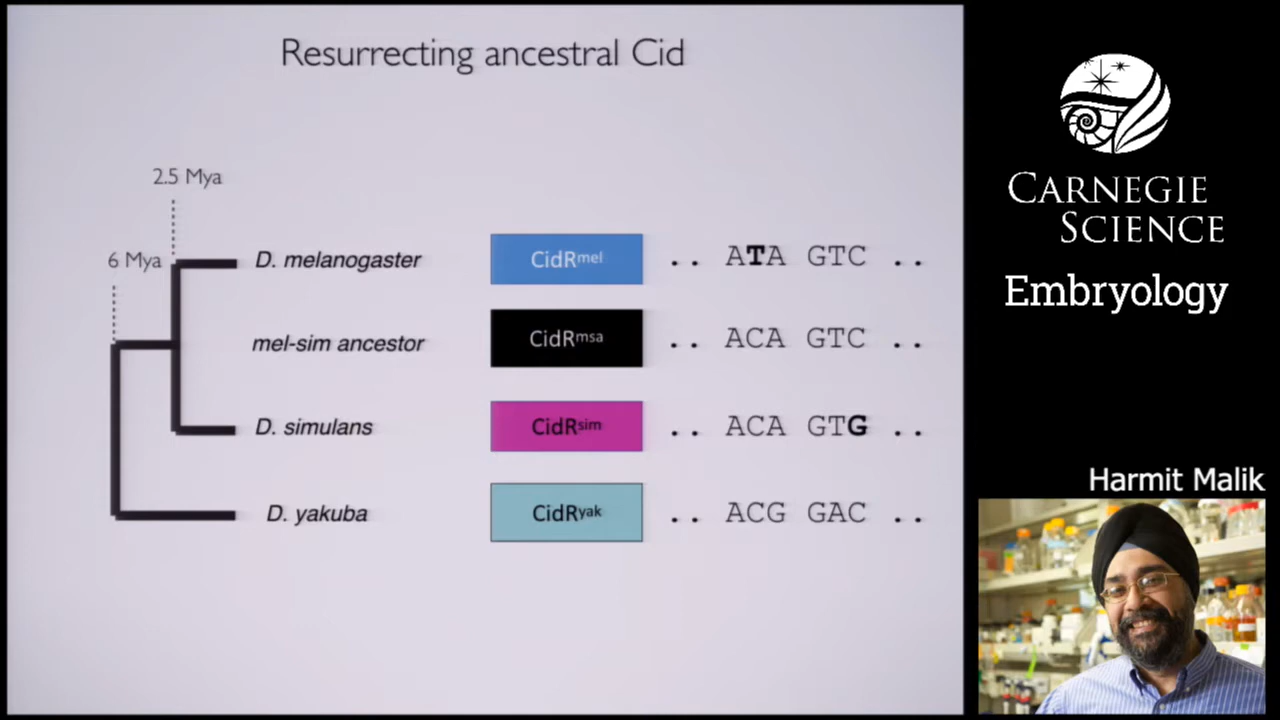 Resurrecting ancestral Cid
2.5 Mya
6 Mya
D. melanogaster CidRmel .. ATA GTC ..
mel-sim ancestor CidRmsa .. ACA GTC ..
D. simulans CidRsim .. ACA GTG ..
D. yakuba CidRyak .. ACG GAC ..
CARNEGIE
SCIENCE
Embryology
Harmit Malik